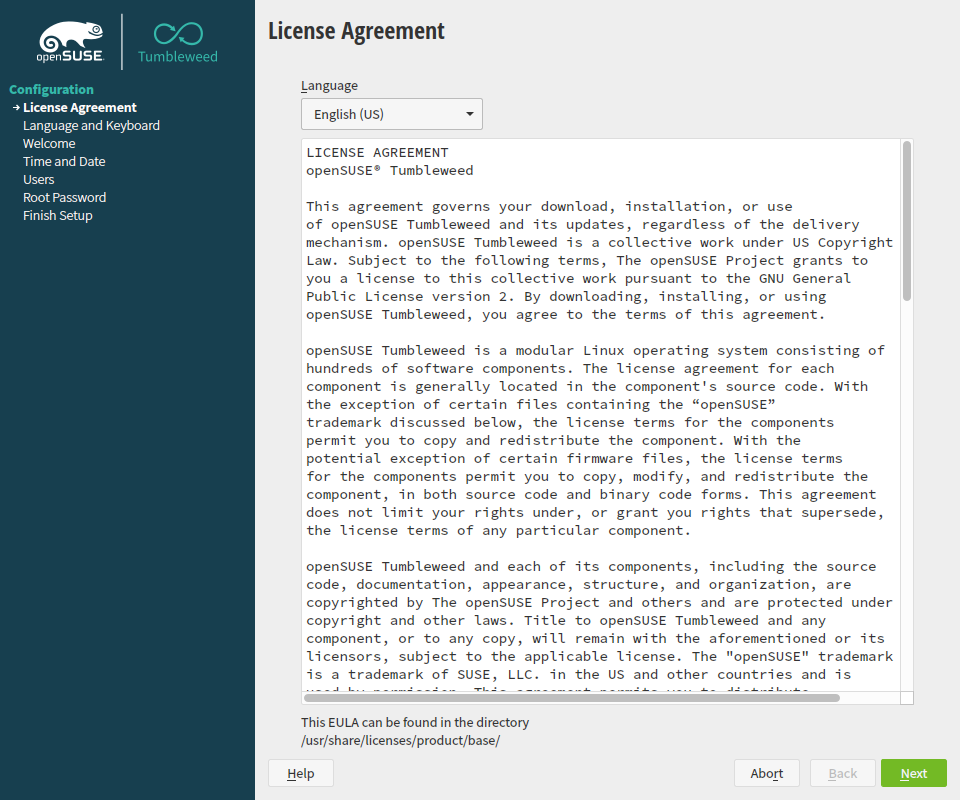 openSUSE
Tumbleweed
Configuration
License Agreement
Language and Keyboard
Welcome
Time and Date
Users
Root Password
Finish Setup
License Agreement
Language
English (US)
LICENSE AGREEMENT
openSUSE® Tumbleweed
This agreement governs your download, installation, or use
of openSUSE Tumbleweed and its updates, regardless of the delivery
mechanism. openSUSE Tumbleweed is a collective work under US Copyright
Law. Subject to the following terms, The openSUSE Project grants to
you a license to this collective work pursuant to the GNU General
Public License version 2. By downloading, installing, or using
openSUSE Tumbleweed, you agree to the terms of this agreement.
openSUSE Tumbleweed is a modular Linux operating system consisting of
hundreds of software components. The license agreement for each
component is generally located in the component's source code. With
the exception of certain files containing the “openSUSE”
trademark discussed below, the license terms for the components
permit you to copy and redistribute the component. With the
potential exception of certain firmware files, the license terms
for the components permit you to copy, modify, and redistribute the
component, in both source code and binary code forms. This agreement
does not limit your rights under, or grant you rights that supersede,
the license terms of any particular component.
openSUSE Tumbleweed and each of its components, including the source
code, documentation, appearance, structure, and organization, are
copyrighted by The openSUSE Project and others and are protected under
copyright and other laws. Title to openSUSE Tumbleweed and any
component, or to any copy, will remain with the aforementioned or its
licensors, subject to the applicable license. The "openSUSE" trademark
is a trademark of SUSE, LLC. in the US and other countries and is
used by permission. This agreement permits you to distribute
This EULA can be found in the directory
/usr/share/licenses/product/base/
Help
Abort
Back
Next